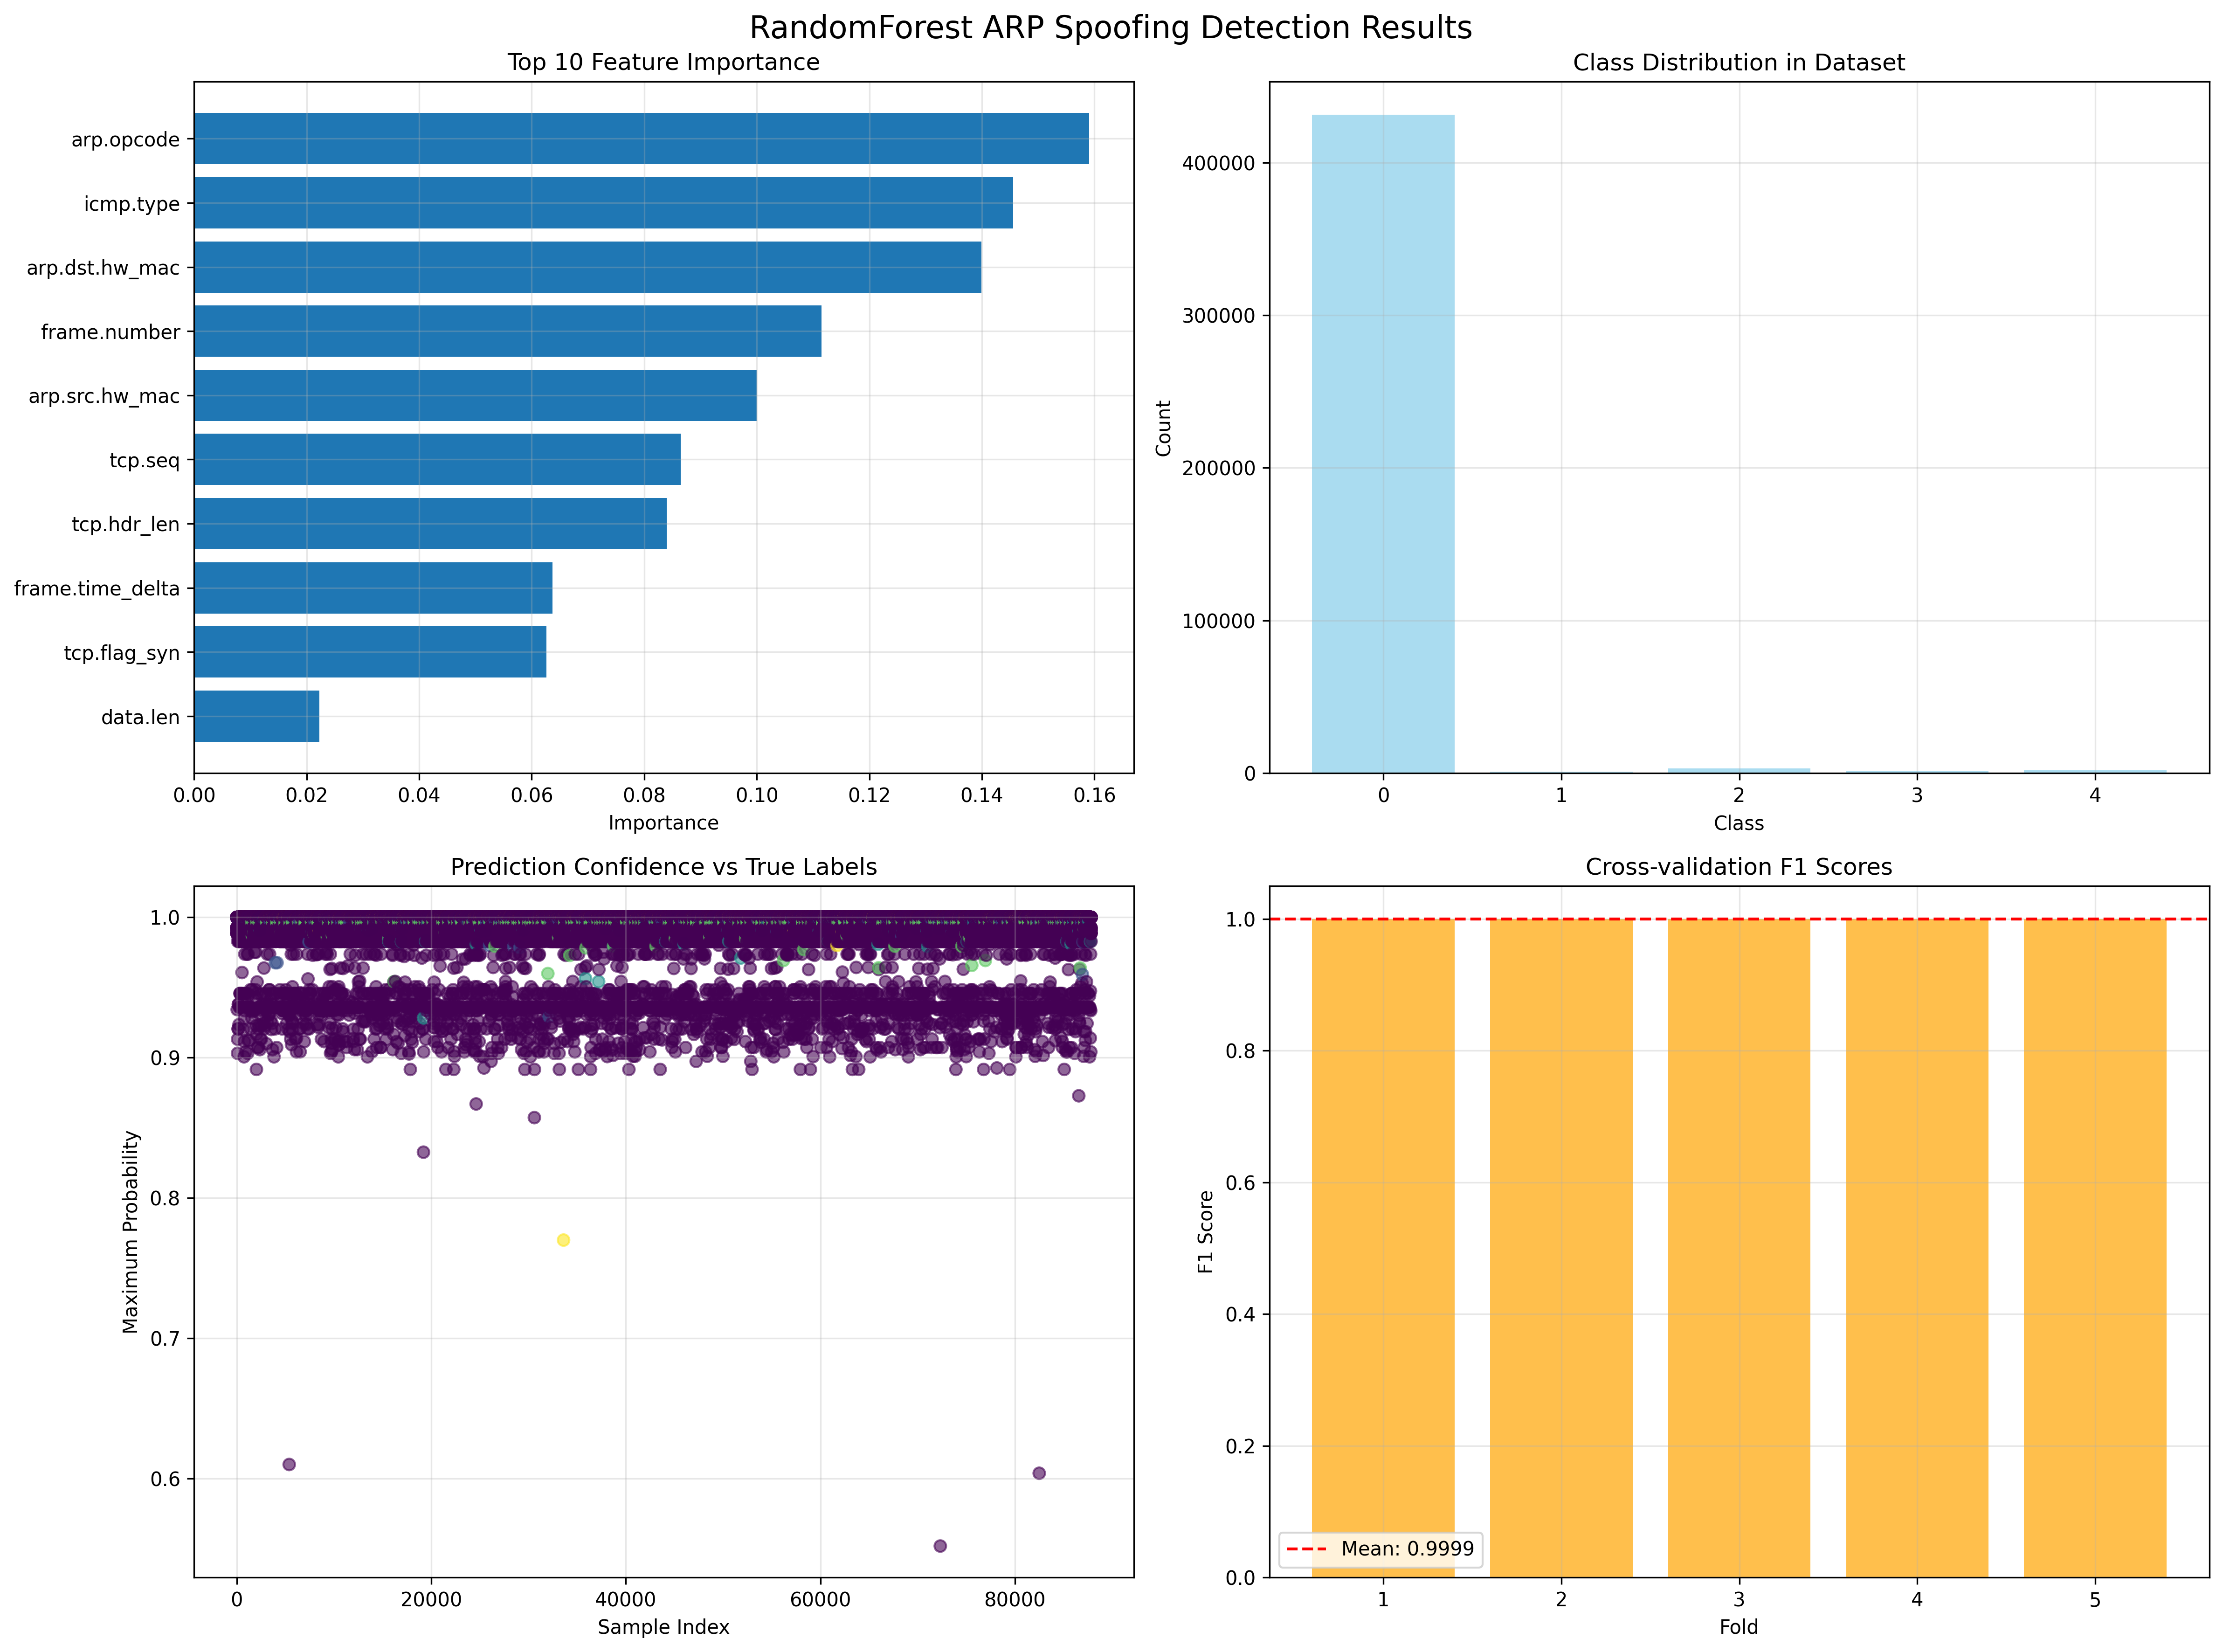 RandomForest ARP Spoofing Detection Results
Top 10 Feature Importance
arp.opcode
icmp.type
arp.dst.hw_mac
frame.number
arp.src.hw_mac
tcp.seq
tcp.hdr_len
frame.time_delta
tcp.flag_syn
data.len
0.00 0.02 0.04 0.06 0.08 0.10 0.12 0.14 0.16
Importance
Class Distribution in Dataset
Count
400000
300000
200000
100000
0
0 1 2 3 4
Class
Prediction Confidence vs True Labels
Maximum Probability
1.0
0.9
0.8
0.7
0.6
0 20000 40000 60000 80000
Sample Index
Cross-validation F1 Scores
F1 Score
1.0
0.8
0.6
0.4
0.2
0.0
Mean: 0.9999
1 2 3 4 5
Fold